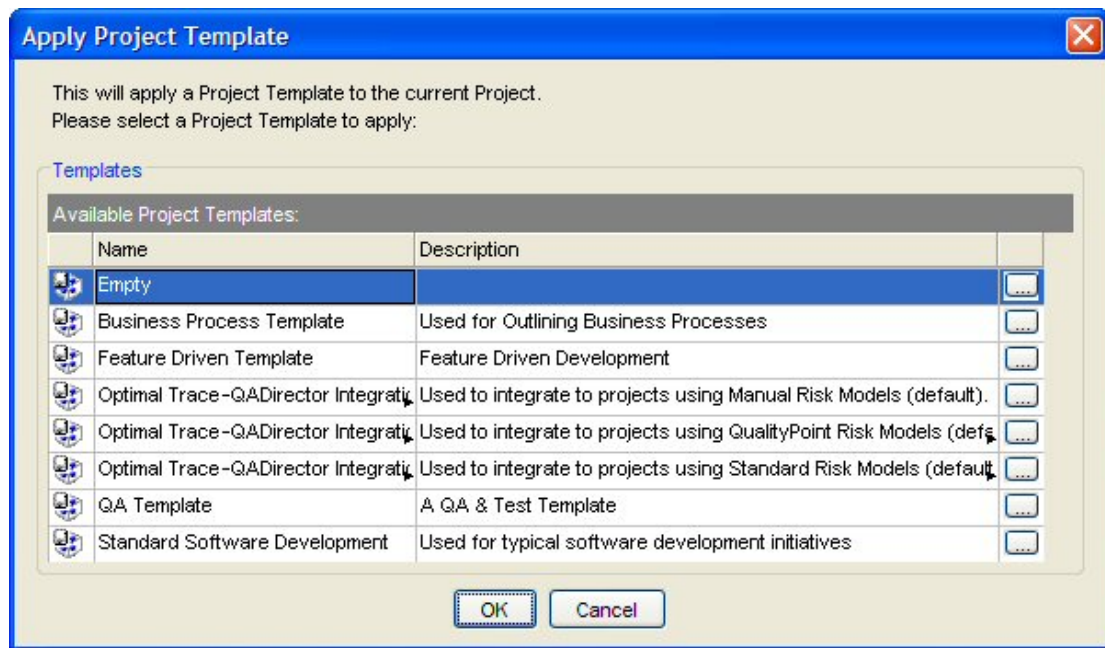 Apply Project Template
This will apply a Project Template to the current Project.
Please select a Project Template to apply:
Templates
Available Project Templates:
Name Description
Empty ...
Business Process Template Used for Outlining Business Processes ...
Feature Driven Template Feature Driven Development ...
Optimal Trace-QADirector Used to integrate to projects using Manual Risk Models (default). ...
Optimal Trace-QADirector Used to integrate to projects using QualityPoint Risk Models ...
Optimal Trace-QADirector Used to integrate to projects using Standard Risk Models (default ...
QA Template A QA & Test Template ...
Standard Software Development Used for typical software development initiatives ...
OK Cancel